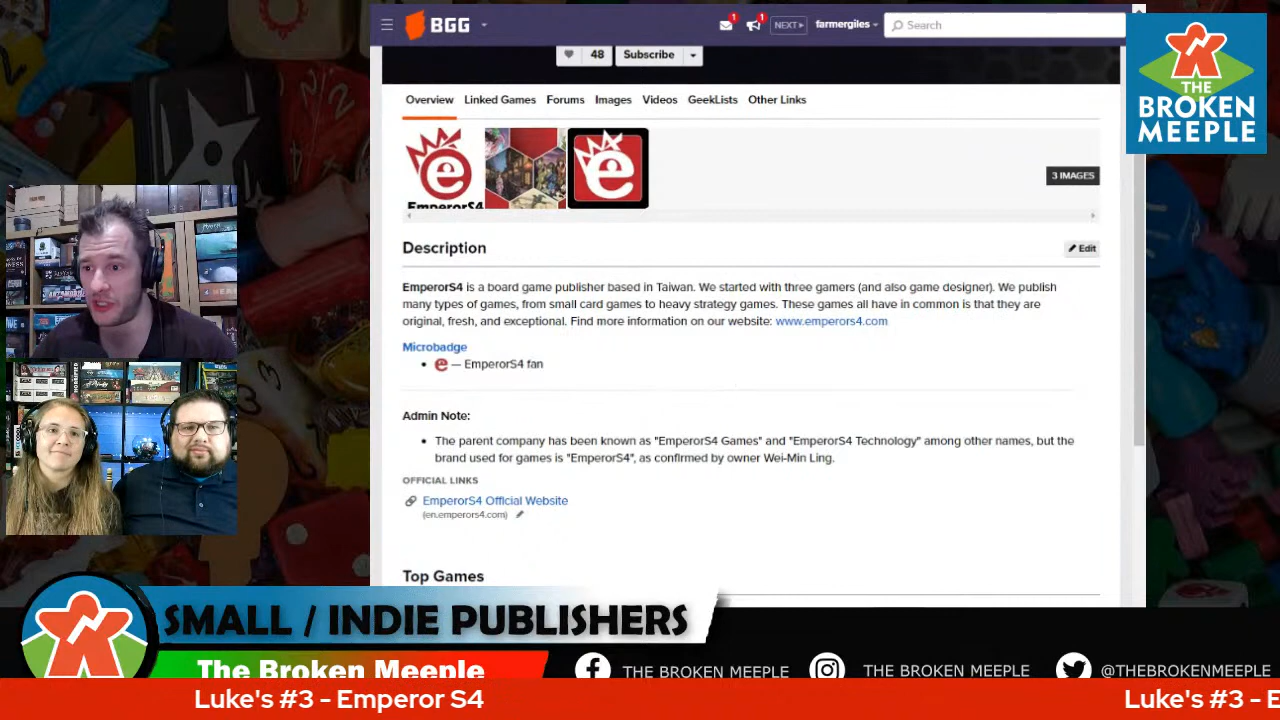 BGG
1
1
NEXT
farmergiles
Search
48
Subscribe
THE
BROKEN
MEEPLE
Overview
Linked Games
Forums
Images
Videos
GeekLists
Other Links
e
EmperorS4
e
3 IMAGES
Description
Edit
EmperorS4 is a board game publisher based in Taiwan. We started with three gamers (and also game designer). We publish
many types of games, from small card games to heavy strategy games. These games all have in common is that they are
original, fresh, and exceptional. Find more information on our website: www.emperors4.com
Microbadge
• e — EmperorS4 fan
Admin Note:
• The parent company has been known as "EmperorS4 Games" and "EmperorS4 Technology" among other names, but the
brand used for games is "EmperorS4", as confirmed by owner Wei-Min Ling.
OFFICIAL LINKS
EmperorS4 Official Website
(en.emperors4.com)
Top Games
SMALL / INDIE PUBLISHERS
The Broken Meeple
THE BROKEN MEEPLE
THE BROKEN MEEPLE
@THEBROKENMEEPLE
Luke's #3 - Emperor S4
Luke's #3 - E